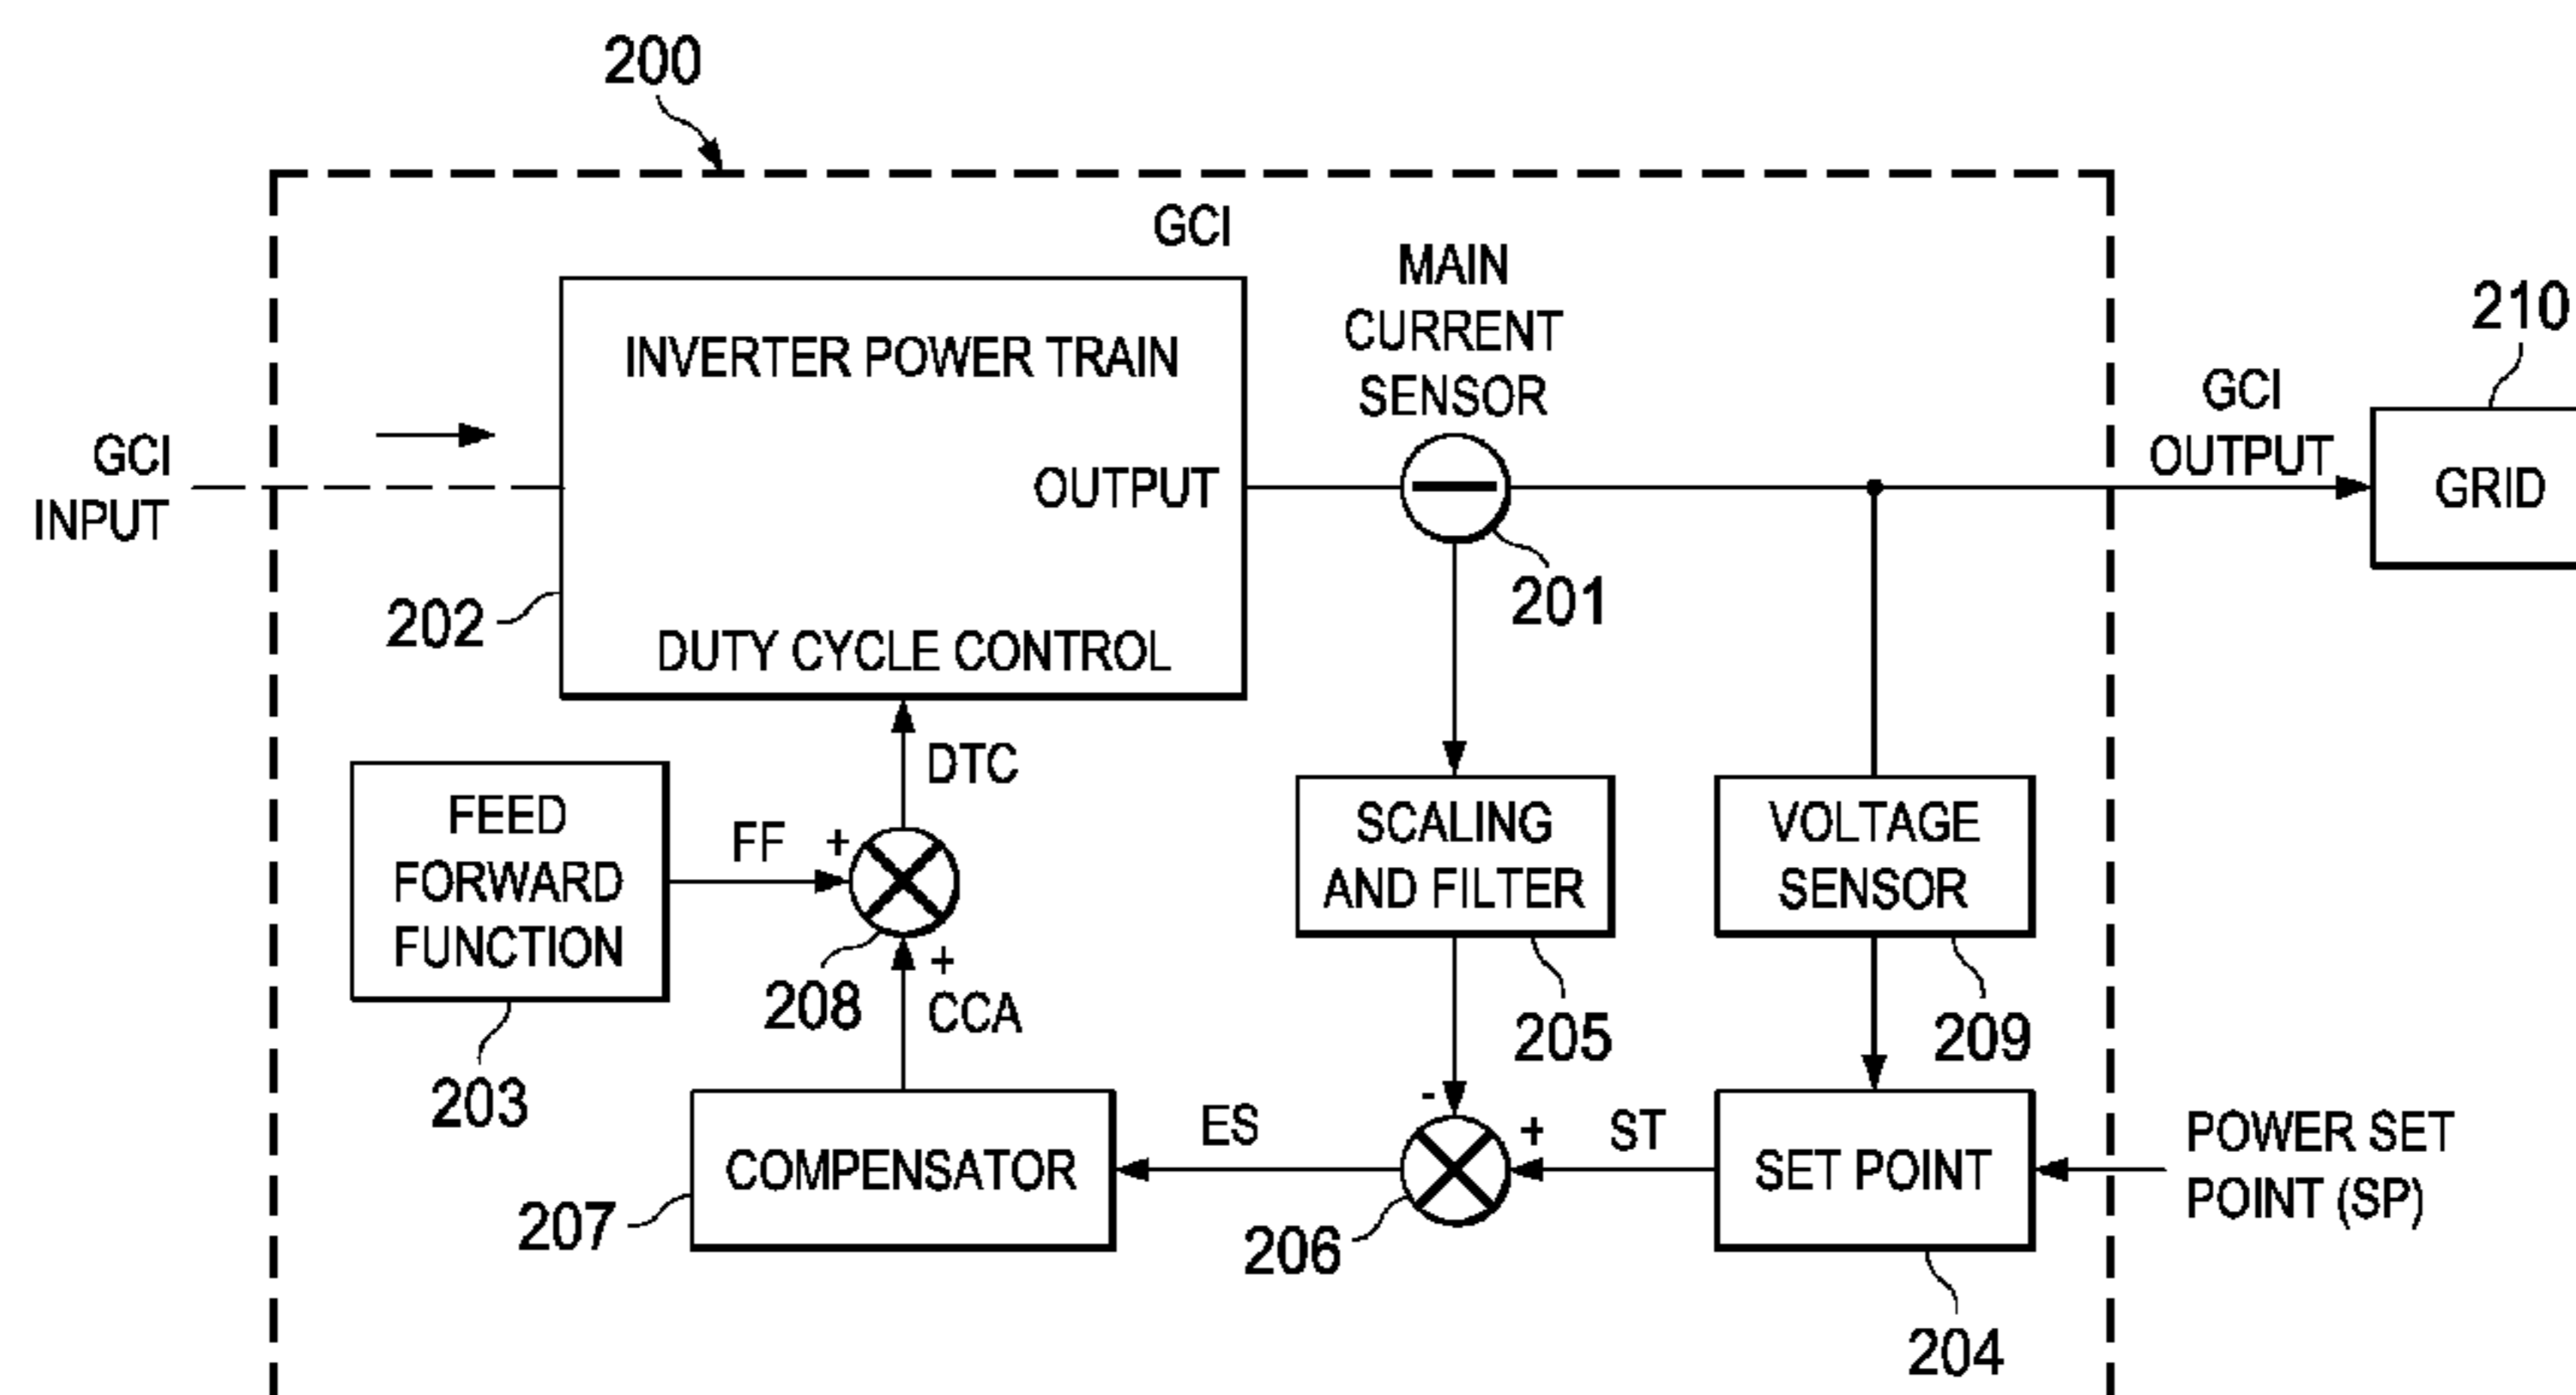 200
GCI
MAIN
CURRENT
SENSOR
INVERTER POWER TRAIN
OUTPUT
DUTY CYCLE CONTROL
GCI
INPUT
202
201
GCI
OUTPUT
210
GRID
DTC
FEED
FORWARD
FUNCTION
FF
+
208
+
CCA
203
SCALING
AND FILTER
205
VOLTAGE
SENSOR
209
COMPENSATOR
207
ES
-
+
206
ST
SET POINT
204
POWER SET
POINT (SP)